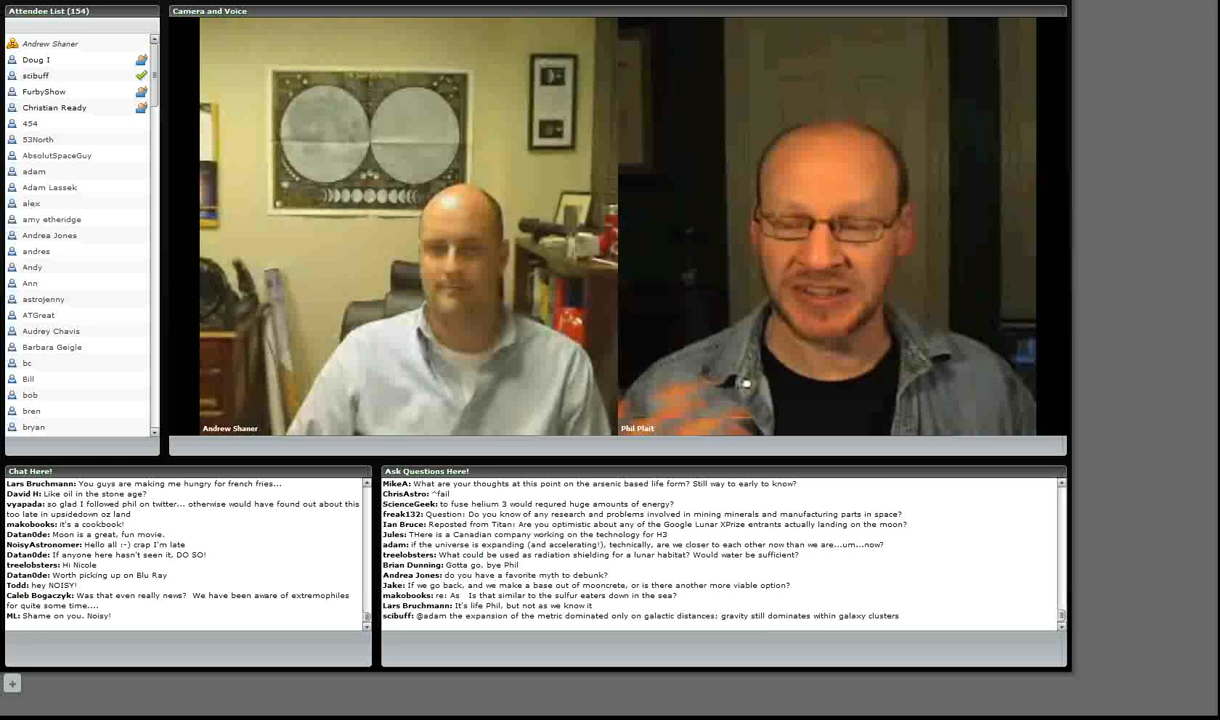 Attendee List (154)
Andrew Shaner
Doug I
scibuff
FurbyShow
Christian Ready
454
53North
AbsolutSpaceGuy
adam
Adam Lassek
alex
amy etheridge
Andrea Jones
andres
Andy
Ann
astrojenny
ATGreat
Audrey Chavis
Barbara Geigle
bc
Bill
bob
bren
bryan
Camera and Voice
Andrew Shaner
Phil Plait
Chat Here!
Lars Bruchmann: You guys are making me hungry for french fries...
David H: Like oil in the stone age?
vyapada: so glad I followed phil on twitter... otherwise would have found out about this
too late in upsidedown oz land
makobooks: it's a cookbook!
Datan0de: Moon is a great, fun movie.
NoisyAstronomer: Hello all :-) crap I'm late
Datan0de: If anyone here hasn't seen it, DO SO!
treelobsters: Hi Nicole
Datan0de: Worth picking up on Blu Ray
Todd: hey NOISY!
Caleb Bogaczyk: Was that even really news? We have been aware of extremophiles
for quite some time....
ML: Shame on you. Noisy!
Ask Questions Here!
MikeA: What are your thoughts at this point on the arsenic based life form? Still way to early to know?
ChrisAstro: ^fail
ScienceGeek: to fuse helium 3 would requred huge amounts of energy?
freak132: Question: Do you know of any research and problems involved in mining minerals and manufacturing parts in space?
Ian Bruce: Reposted from Titan: Are you optimistic about any of the Google Lunar XPrize entrants actually landing on the moon?
Jules: THere is a Canadian company working on the technology for H3
adam: if the universe is expanding (and accelerating!), technically, are we closer to each other now than we are...um...now?
treelobsters: What could be used as radiation shielding for a lunar habitat? Would water be sufficient?
Brian Dunning: Gotta go, bye Phil
Andrea Jones: do you have a favorite myth to debunk?
Jake: If we go back, and we make a base out of mooncrete, or is there another more viable option?
makobooks: re: As Is that similar to the sulfur eaters down in the sea?
Lars Bruchmann: It's life Phil, but not as we know it
scibuff: @adam the expansion of the metric dominated only on galactic distances; gravity still dominates within galaxy clusters